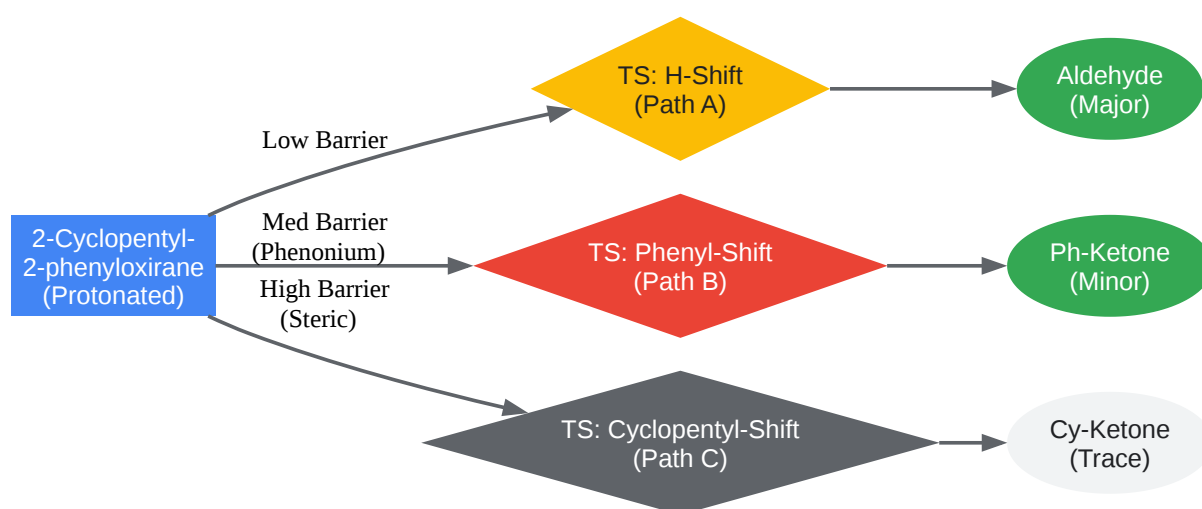 TS: H-Shift
(Path A)
Aldehyde
(Major)
Low Barrier
2-Cyclopentyl-
2-phenyloxirane
(Protonated)
Med Barrier
(Phenonium)
TS: Phenyl-Shift
(Path B)
Ph-Ketone
(Minor)
High Barrier
(Steric)
TS: Cyclopentyl-Shift
(Path C)
Cy-Ketone
(Trace)